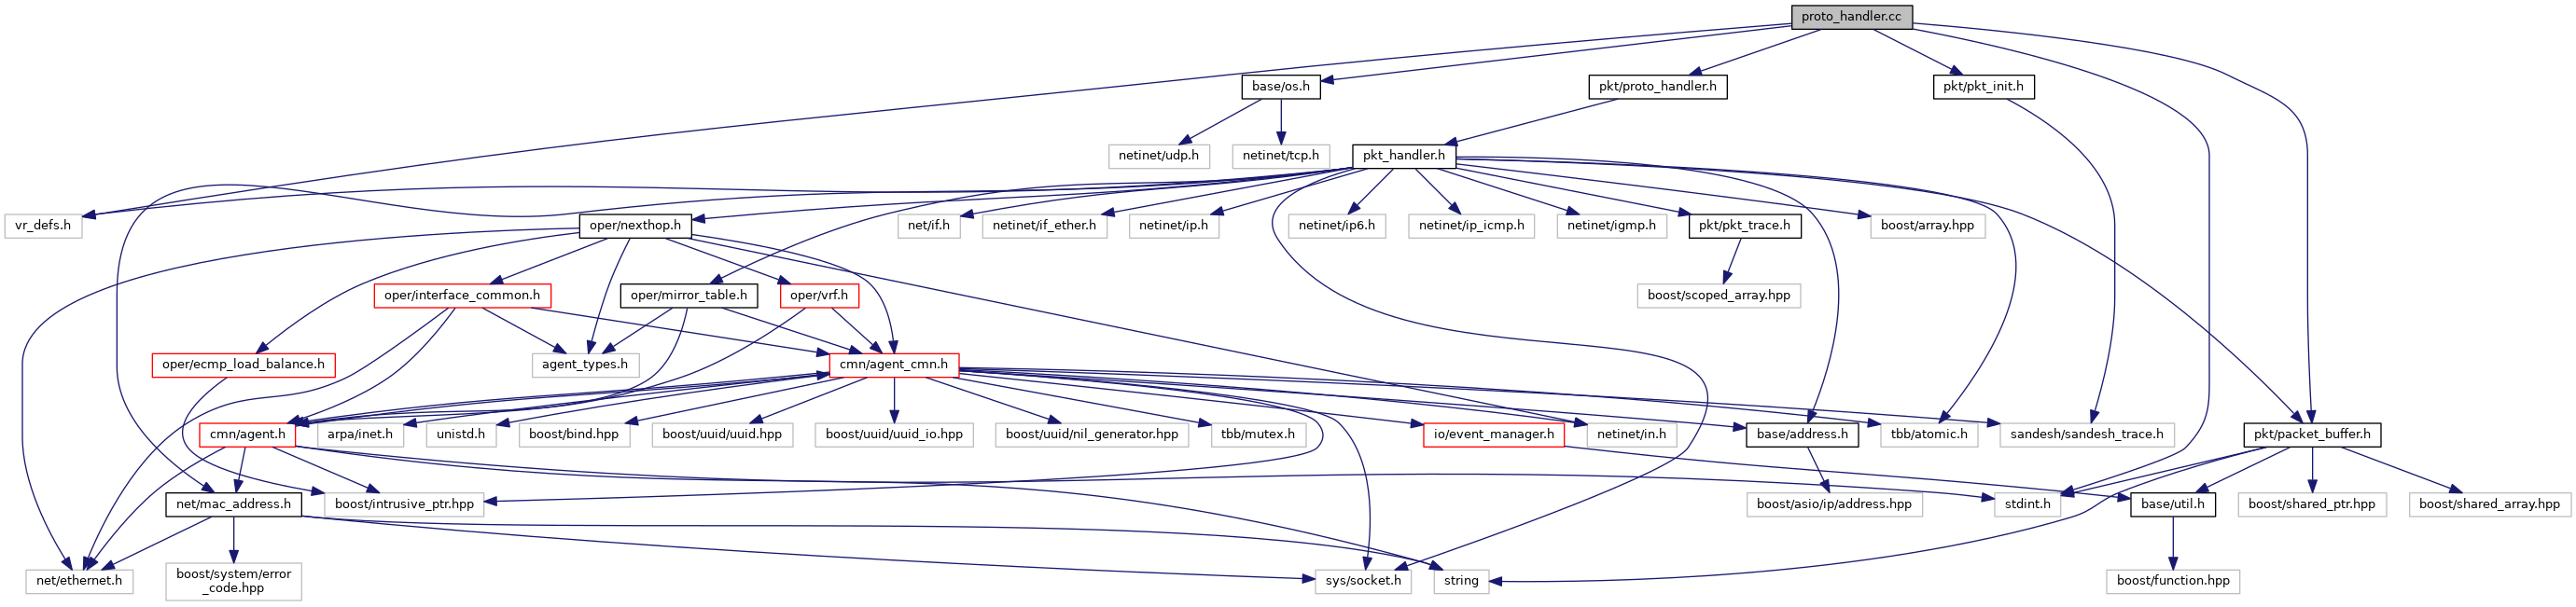 proto_handler.cc
base/os.h
pkt/proto_handler.h
pkt/pkt_init.h
netinet/udp.h
netinet/tcp.h
pkt_handler.h
vr_defs.h
oper/nexthop.h
net/if.h
netinet/if_ether.h
netinet/ip.h
netinet/ip6.h
netinet/ip_icmp.h
netinet/igmp.h
pkt/pkt_trace.h
boost/array.hpp
oper/interface_common.h
oper/mirror_table.h
oper/vrf.h
boost/scoped_array.hpp
oper/ecmp_load_balance.h
agent_types.h
cmn/agent_cmn.h
cmn/agent.h
arpa/inet.h
unistd.h
boost/bind.hpp
boost/uuid/uuid.hpp
boost/uuid/uuid_io.hpp
boost/uuid/nil_generator.hpp
tbb/mutex.h
io/event_manager.h
netinet/in.h
base/address.h
tbb/atomic.h
sandesh/sandesh_trace.h
pkt/packet_buffer.h
net/mac_address.h
boost/intrusive_ptr.hpp
boost/asio/ip/address.hpp
stdint.h
base/util.h
boost/shared_ptr.hpp
boost/shared_array.hpp
net/ethernet.h
boost/system/error
_code.hpp
sys/socket.h
string
boost/function.hpp